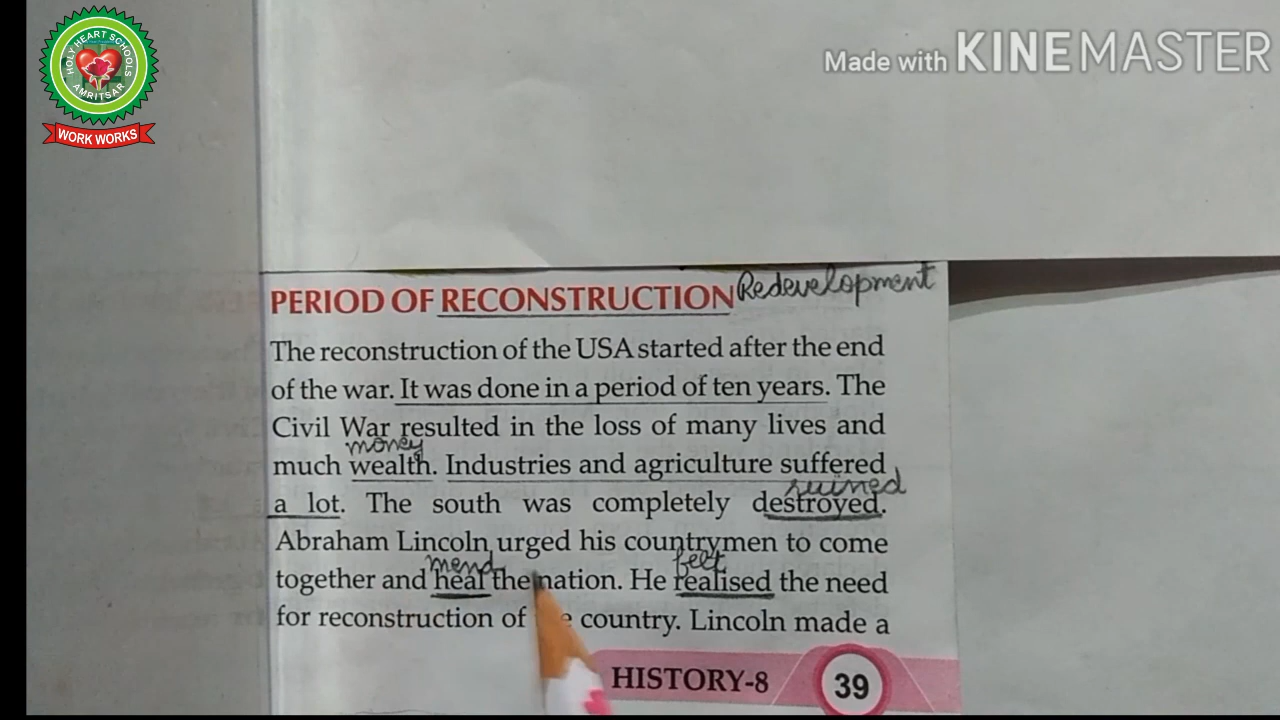 HOLY HEART SCHOOLS
AMRITSAR
WORK WORKS
Made with KINEMASTER
PERIOD OF RECONSTRUCTION Redevelopment
The reconstruction of the USA started after the end
of the war. It was done in a period of ten years. The
Civil War resulted in the loss of many lives and
money
much wealth. Industries and agriculture suffered
ruined
a lot. The south was completely destroyed.
Abraham Lincoln urged his countrymen to come
mend felt
together and heal the nation. He realised the need
for reconstruction of country. Lincoln made a
HISTORY-8 39